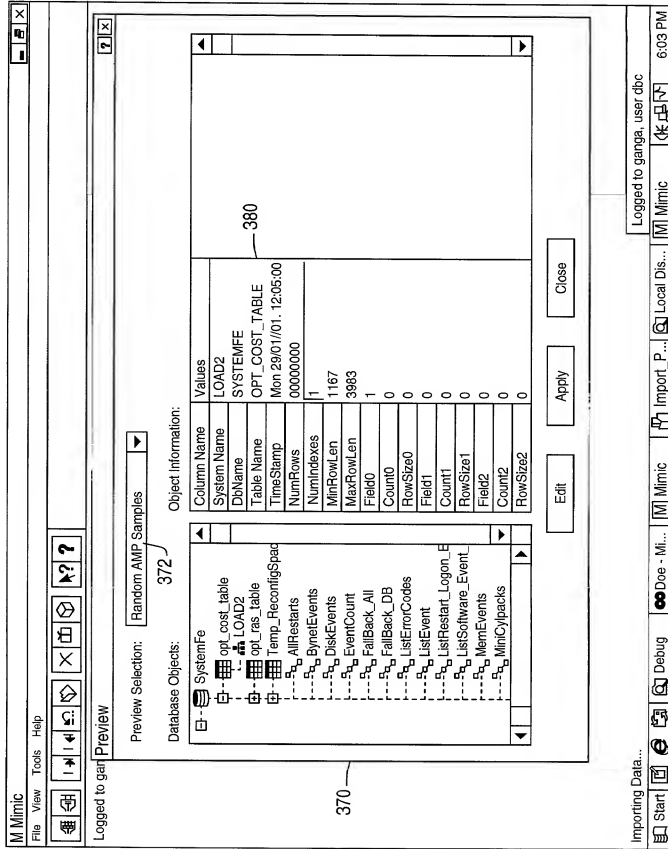 M Mimic
File View Tools Help
Logged to gan
Preview
Preview Selection: Random AMP Samples
372
Database Objects:
SystemFe
opt_cost_table
LOAD2
opt_ras_table
Temp_ReconfigSpac
AllRestarts
BynetEvents
DiskEvents
EventCount
FallBack_All
FallBack_DB
ListErrorCodes
ListEvent
ListRestart_Logon_E
ListSoftware_Event_
MemEvents
MiniCylpacks
Object Information:
Column Name Values
System Name LOAD2
DbName SYSTEMFE
Table Name OPT_COST_TABLE
TimeStamp Mon 29/01//01. 12:05:00
NumRows 00000000
NumIndexes 1
MinRowLen 1167
MaxRowLen 3983
Field0 1
Count0 0
RowSize0 0
Field1 0
Count1 0
RowSize1 0
Field2 0
Count2 0
RowSize2 0
380
Edit Apply Close
370
Importing Data...
Logged to ganga, user dbc
Start Debug Doe - Mi... M Mimic Import_P... Local Dis... M Mimic 6:03 PM